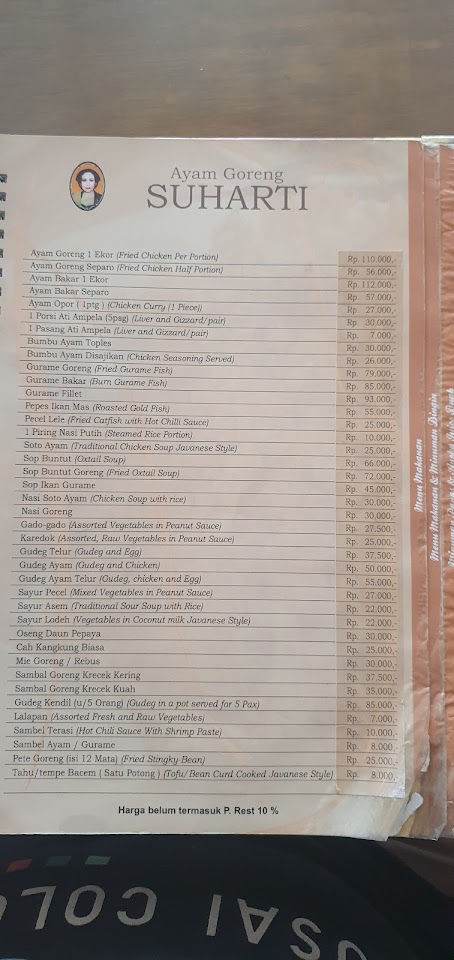 Ayam Goreng
SUHARTI
Ayam Goreng 1 Ekor (Fried Chicken Per Portion) Rp. 110.000,-
Ayam Goreng Separo (Fried Chicken Half Portion) Rp. 56.000,-
Ayam Bakar 1 Ekor Rp. 112.000,-
Ayam Bakar Separo Rp. 57.000,-
Ayam Opor ( 1ptg ) (Chicken Curry (1 Piece)) Rp. 27.000,-
1 Porsi Ati Ampela (5psg) (Liver and Gizzard/pair) Rp. 30.000,-
1 Pasang Ati Ampela (Liver and Gizzard/pair) Rp. 7.000,-
Bumbu Ayam Toples Rp. 30.000,-
Bumbu Ayam Disajikan (Chicken Seasoning Served) Rp. 26.000,-
Gurame Goreng (Fried Gurame Fish) Rp. 79.000,-
Gurame Bakar (Burn Gurame Fish) Rp. 85.000,-
Gurame Fillet Rp. 93.000,-
Pepes Ikan Mas (Roasted Gold Fish) Rp. 55.000,-
Pecel Lele (Fried Catfish with Hot Chilli Sauce) Rp. 25.000,-
1 Piring Nasi Putih (Steamed Rice Portion) Rp. 10.000,-
Soto Ayam (Traditional Chicken Soup Javanese Style) Rp. 25.000,-
Sop Buntut (Oxtail Soup) Rp. 66.000,-
Sop Buntut Goreng (Fried Oxtail Soup) Rp. 72.000,-
Sop Ikan Gurame Rp. 45.000,-
Nasi Soto Ayam (Chicken Soup with rice) Rp. 30.000,-
Nasi Goreng Rp. 30.000,-
Gado-gado (Assorted Vegetables in Peanut Sauce) Rp. 27.500,-
Karedok (Assorted, Raw Vegetables in Peanut Sauce) Rp. 25.000,-
Gudeg Telur (Gudeg and Egg) Rp. 37.500,-
Gudeg Ayam (Gudeg and Chicken) Rp. 50.000,-
Gudeg Ayam Telur (Gudeg, chicken and Egg) Rp. 55.000,-
Sayur Pecel (Mixed Vegetables in Peanut Sauce) Rp. 27.000,-
Sayur Asem (Traditional Sour Soup with Rice) Rp. 22.000,-
Sayur Lodeh (Vegetables in Coconut milk Javanese Style) Rp. 22.000,-
Oseng Daun Pepaya Rp. 30.000,-
Cah Kangkung Biasa Rp. 25.000,-
Mie Goreng / Rebus Rp. 30.000,-
Sambal Goreng Krecek Kering Rp. 37.500,-
Sambal Goreng Krecek Kuah Rp. 35.000,-
Gudeg Kendil (u/5 Orang) (Gudeg in a pot served for 5 Pax) Rp. 85.000,-
Lalapan (Assorted Fresh and Raw Vegetables) Rp. 7.000,-
Sambel Terasi (Hot Chili Sauce With Shrimp Paste) Rp. 10.000,-
Sambel Ayam / Gurame Rp. 8.000,-
Pete Goreng (isi 12 Mata) (Fried Stingky-Bean) Rp. 25.000,-
Tahu/tempe Bacem ( Satu Potong ) (Tofu/Bean Curd Cooked Javanese Style) Rp. 8.000,-
Harga belum termasuk P. Rest 10 %
Menu Makanan
Menu Makanan & Minuman Dingin